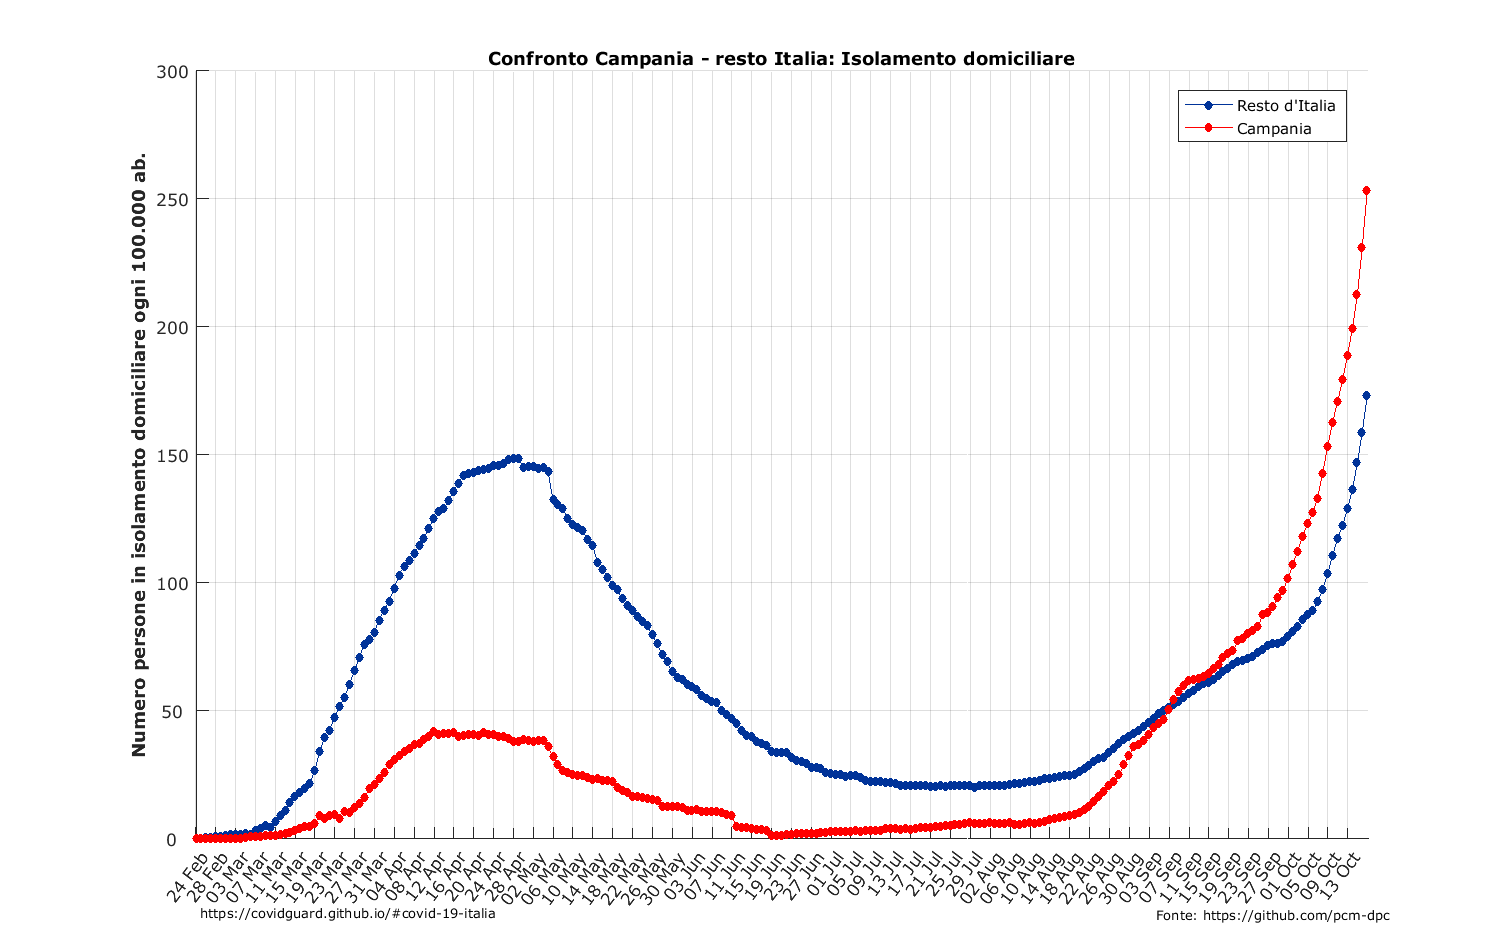 Confronto Campania - resto Italia: Isolamento domiciliare
Numero persone in isolamento domiciliare ogni 100.000 ab.
300
250
200
150
100
50
0
Resto d'Italia
Campania
24 Feb
28 Feb
03 Mar
07 Mar
11 Mar
15 Mar
19 Mar
23 Mar
27 Mar
31 Mar
04 Apr
08 Apr
12 Apr
16 Apr
20 Apr
24 Apr
28 Apr
02 May
06 May
10 May
14 May
18 May
22 May
26 May
30 May
03 Jun
07 Jun
11 Jun
15 Jun
19 Jun
23 Jun
27 Jun
01 Jul
05 Jul
09 Jul
13 Jul
17 Jul
21 Jul
25 Jul
29 Jul
02 Aug
06 Aug
10 Aug
14 Aug
18 Aug
22 Aug
26 Aug
30 Aug
03 Sep
07 Sep
11 Sep
15 Sep
19 Sep
23 Sep
27 Sep
01 Oct
05 Oct
09 Oct
13 Oct
https://covidguard.github.io/#covid-19-italia
Fonte: https://github.com/pcm-dpc